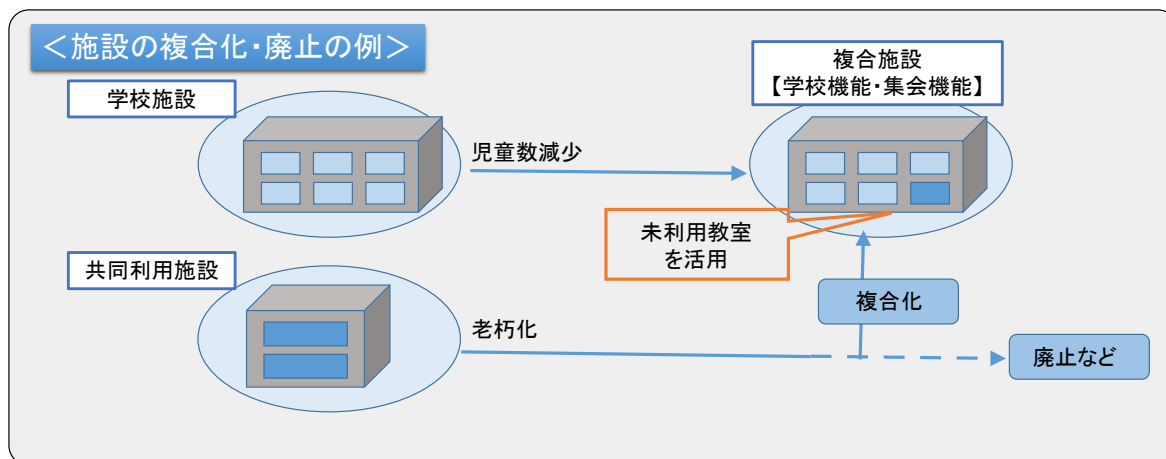 ＜施設の複合化・廃止の例＞
学校施設
複合施設
【学校機能・集会機能】
児童数減少
未利用教室
を活用
共同利用施設
複合化
老朽化
廃止など